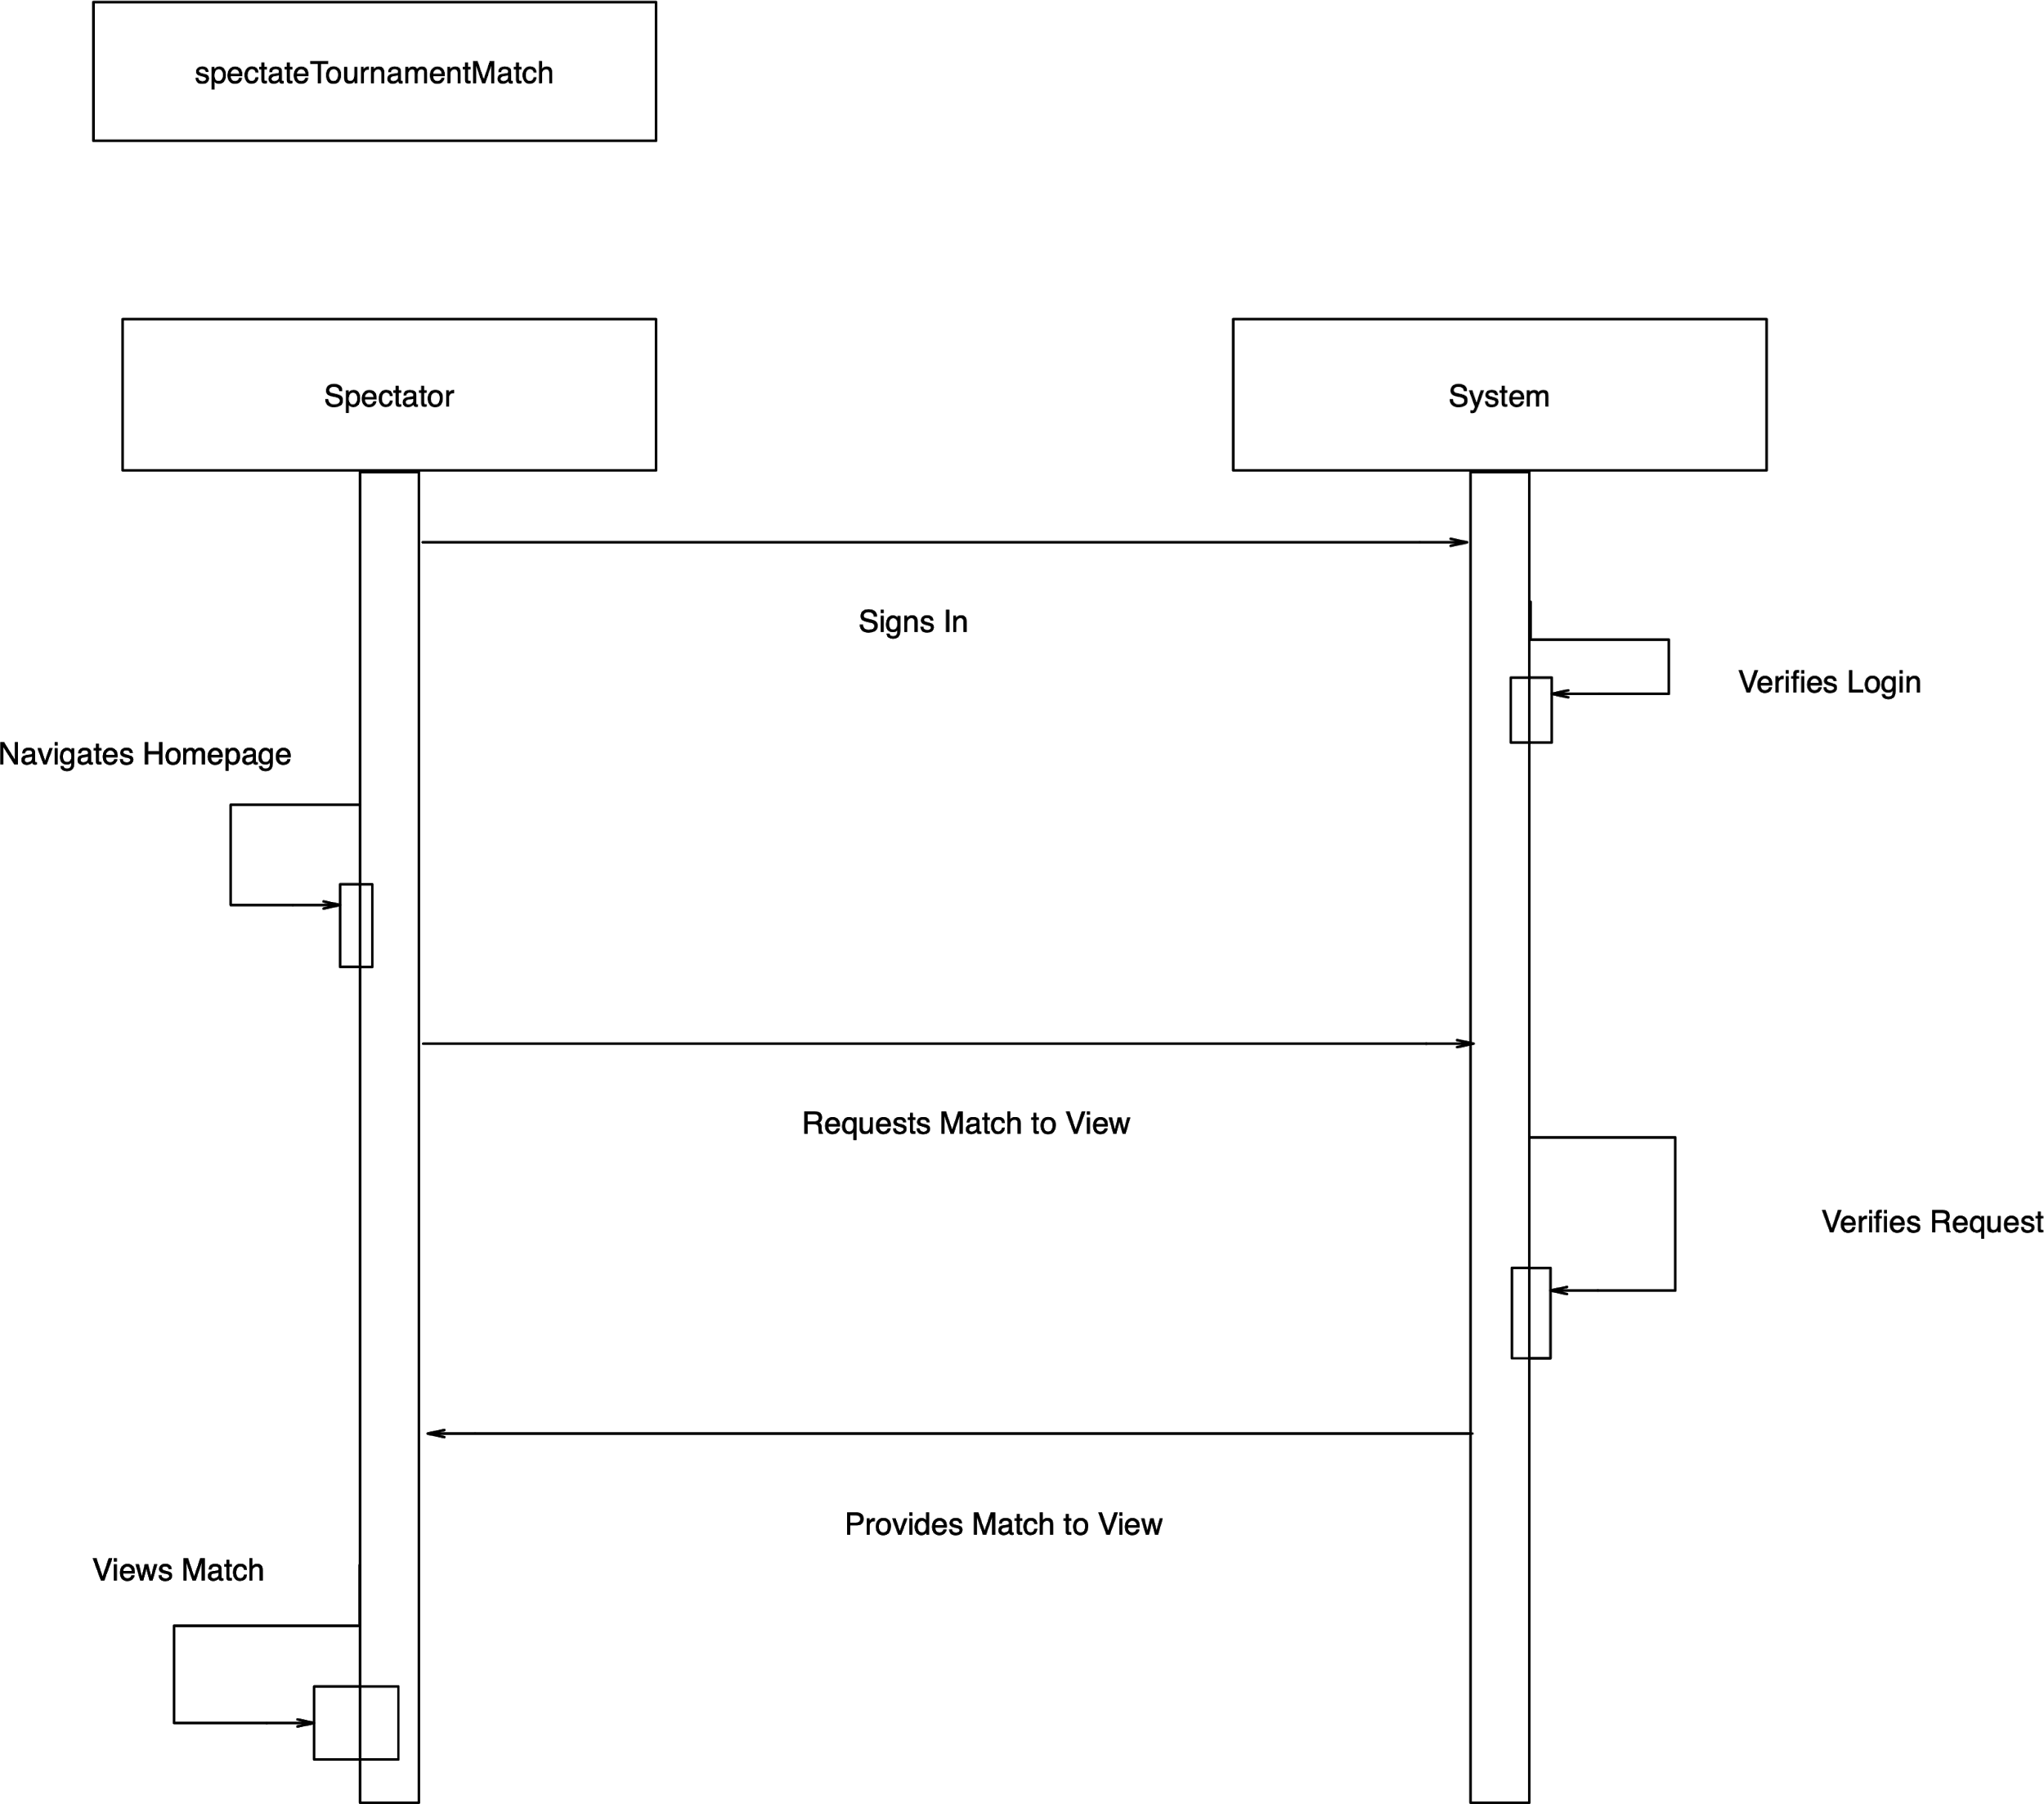 spectateTournamentMatch
Spectator
System
Signs In
Verifies Login
Navigates Homepage
Requests Match to View
Verifies Request
Provides Match to View
Views Match